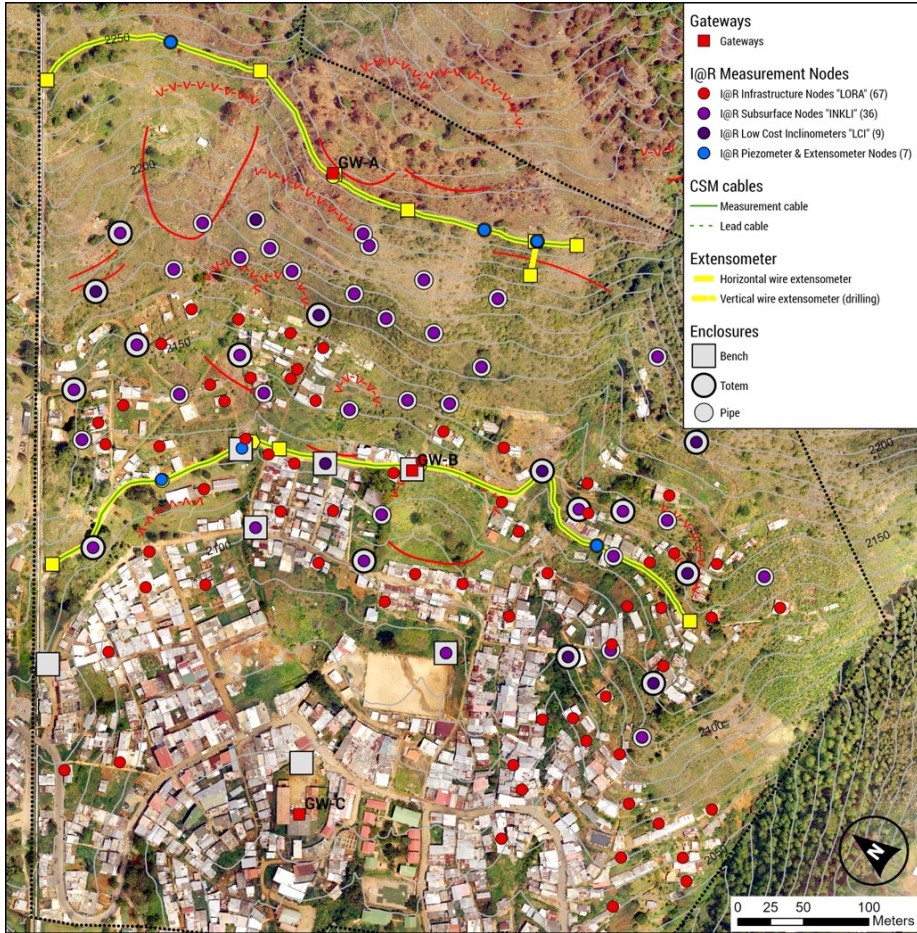 Gateways
Gateways
I@R Measurement Nodes
I@R Infrastructure Nodes "LORA" (67)
I@R Subsurface Nodes "INKLI" (36)
I@R Low Cost Inclinometers "LCI" (9)
I@R Piezometer & Extensometer Nodes (7)
CSM cables
Measurement cable
Lead cable
Extensometer
Horizontal wire extensometer
Vertical wire extensometer (drilling)
Enclosures
Bench
Totem
Pipe
2250
GW-A
2200
2150
2200
GW-B
2100
2150
2100
GW-C
2050
N
0 25 50 100
Meters